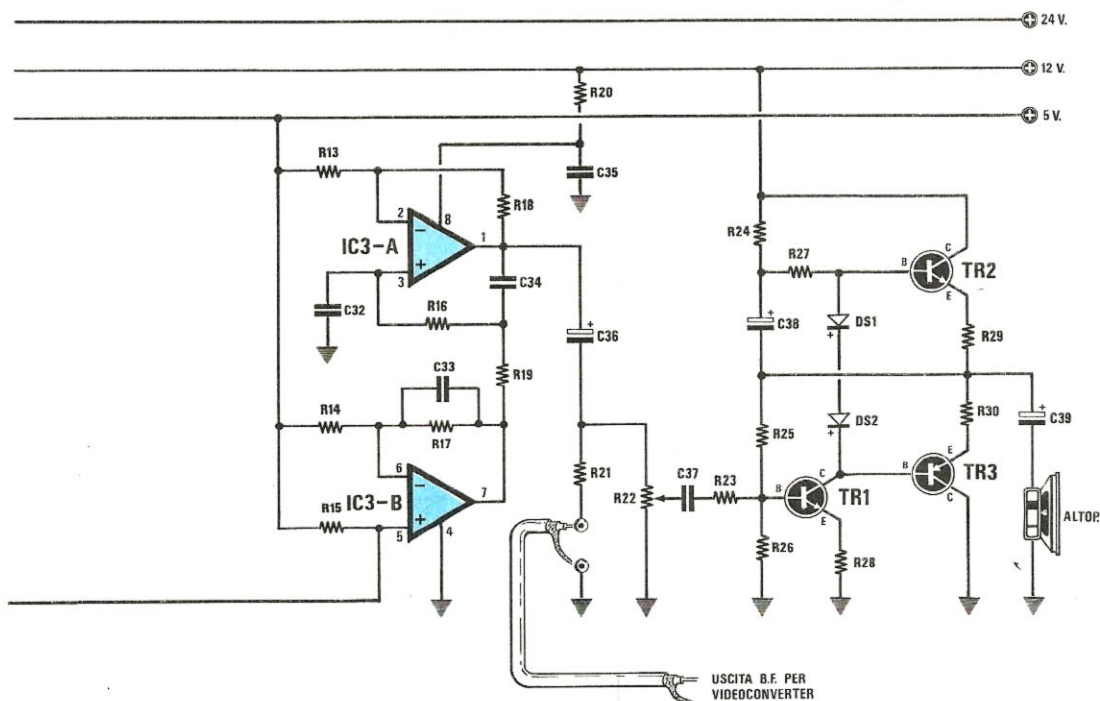 24 V.
12 V.
5 V.
R20
C35
R13
2
8
R18
IC3-A
1
3
C32
R16
C34
C36
R19
C33
R14
R17
6
IC3-B
7
R15
5
4
R21
R22
C37
R23
R24
R27
C38
DS1
B
C
TR2
E
R29
R25
DS2
R30
C39
C
B
TR1
E
B
E
TR3
C
R26
R28
ALTOP.
USCITA B.F. PER
VIDEOCONVERTER